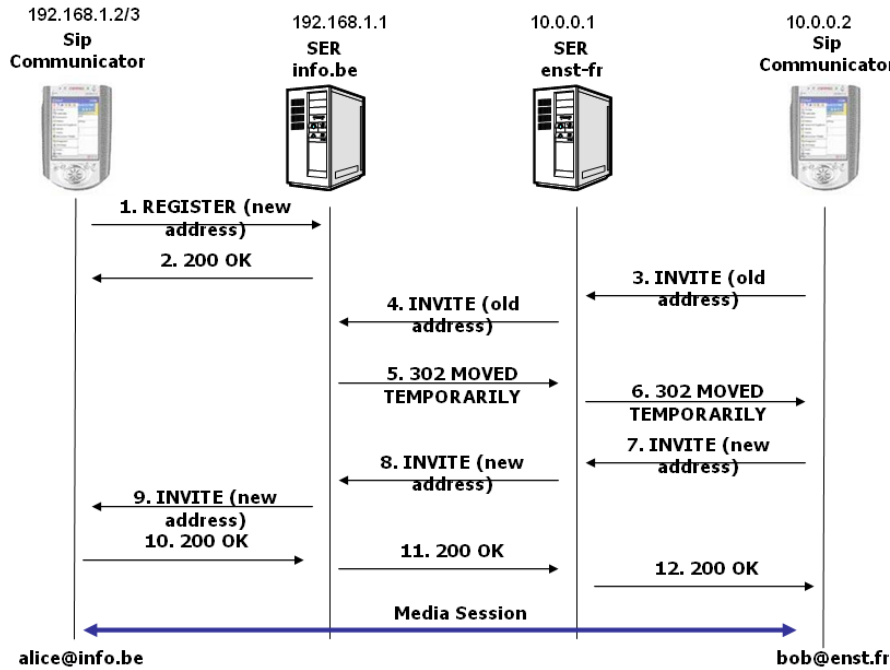 192.168.1.2/3
Sip
Communicator
192.168.1.1
SER
info.be
10.0.0.1
SER
enst-fr
10.0.0.2
Sip
Communicator
1. REGISTER (new
address)
2. 200 OK
3. INVITE (old
address)
4. INVITE (old
address)
5. 302 MOVED
TEMPORARILY
6. 302 MOVED
TEMPORARILY
7. INVITE (new
address)
8. INVITE (new
address)
9. INVITE (new
address)
10. 200 OK
11. 200 OK
12. 200 OK
Media Session
alice@info.be
bob@enst.fr